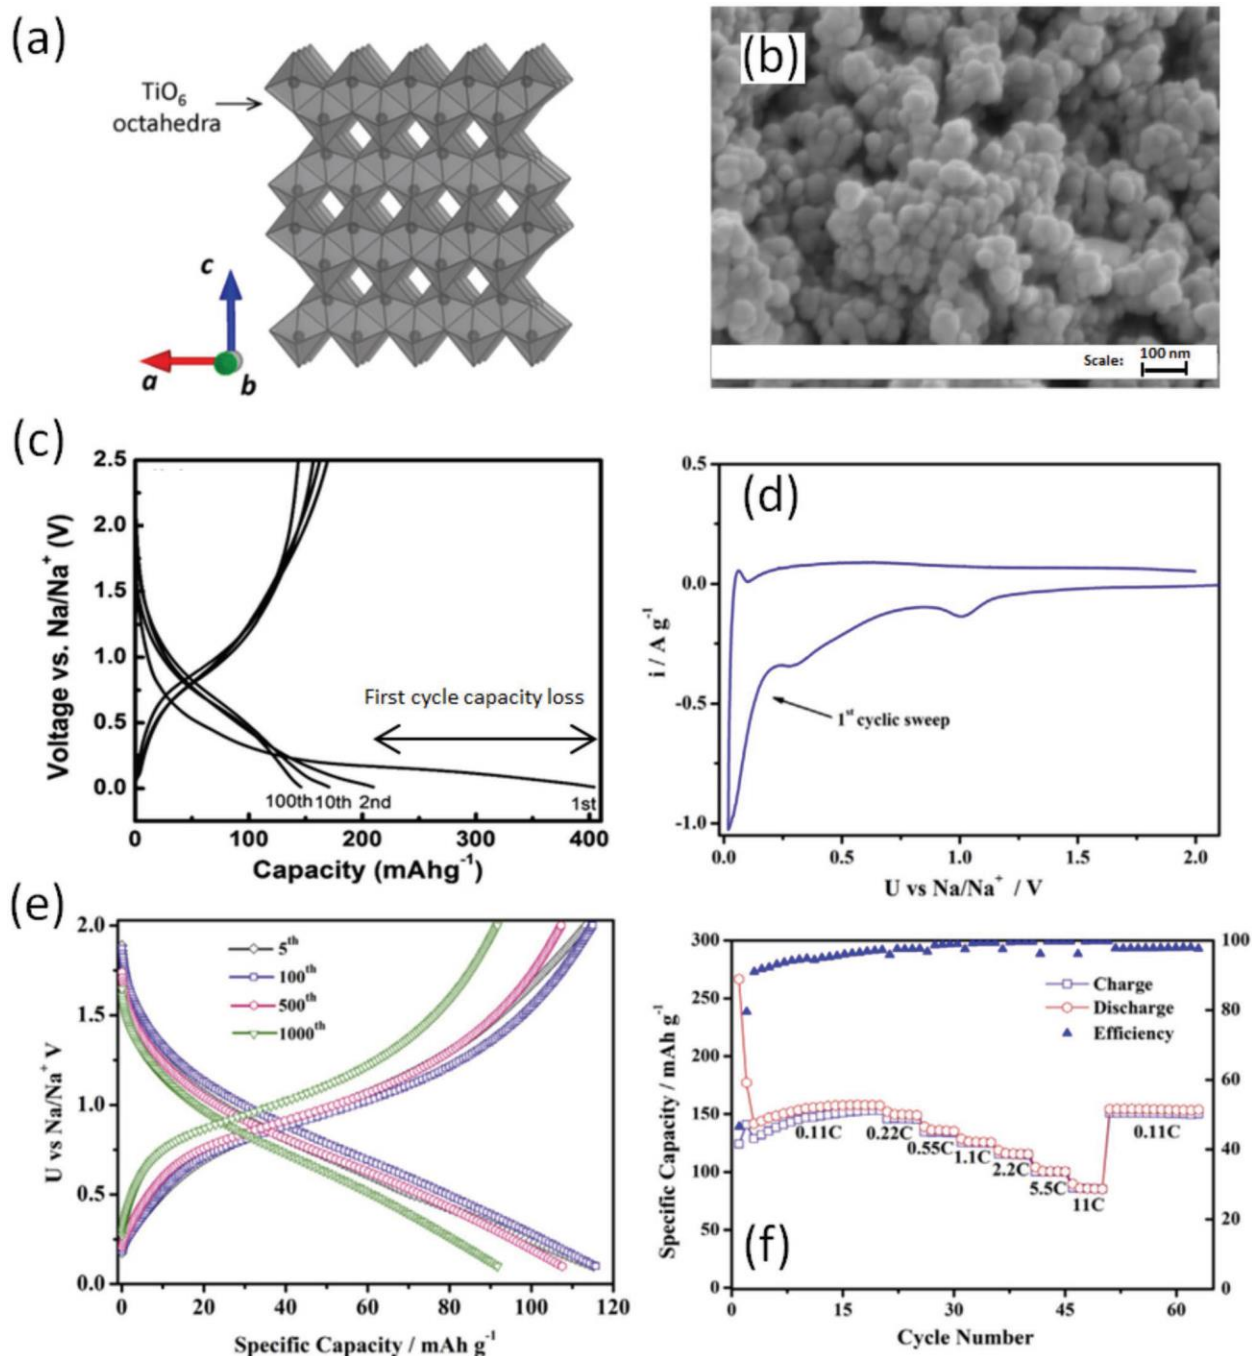 (a)
TiO6
octahedra
c
a
b
(b)
Scale: 100 nm
(c)
2.5
2.0
1.5
1.0
0.5
0.0
Voltage vs. Na/Na+ (V)
First cycle capacity loss
100th 10th 2nd 1st
0 100 200 300 400
Capacity (mAhg-1)
(d)
0.5
0.0
-0.5
-1.0
i / A g-1
1st cyclic sweep
0.0 0.5 1.0 1.5 2.0
U vs Na/Na+ / V
(e)
2.0
1.5
1.0
0.5
0.0
U vs Na/Na+ V
5th
100th
500th
1000th
0 20 40 60 80 100 120
Specific Capacity / mAh g-1
(f)
300
250
200
150
100
50
0
Specific Capacity / mAh g-1
Charge
Discharge
Efficiency
0.11C
0.22C
0.55C
1.1C
2.2C
5.5C
11C
0.11C
100
80
60
40
20
0
0 15 30 45 60
Cycle Number